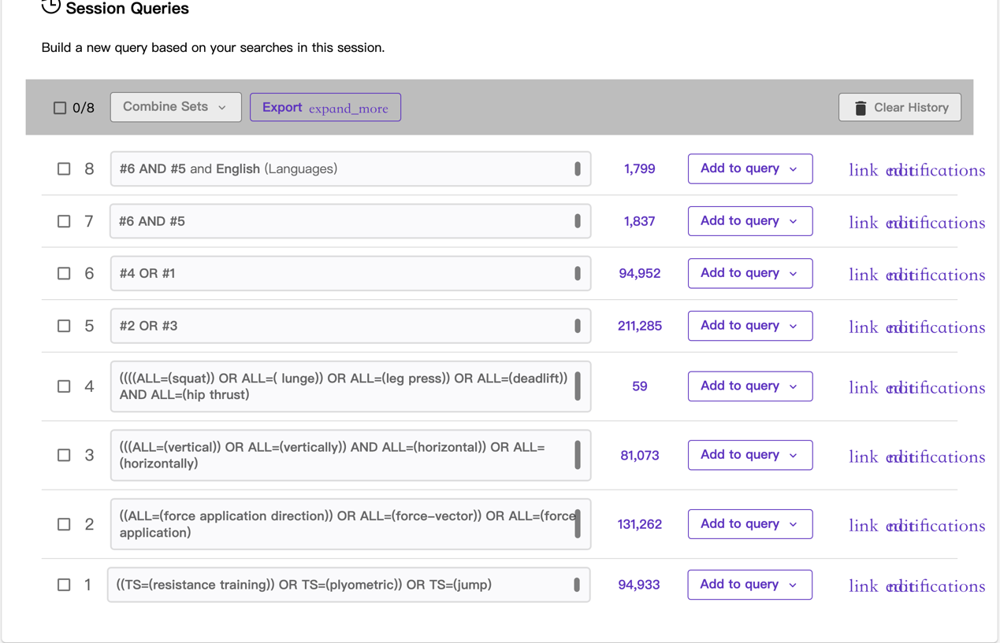 Session Queries
Build a new query based on your searches in this session.
0/8 Combine Sets Export expand_more Clear History
8 #6 AND #5 and English (Languages) 1,799 Add to query link edit notifications
7 #6 AND #5 1,837 Add to query link edit notifications
6 #4 OR #1 94,952 Add to query link edit notifications
5 #2 OR #3 211,285 Add to query link edit notifications
4 ((((ALL=(squat)) OR ALL=( lunge)) OR ALL=(leg press)) OR ALL=(deadlift))
AND ALL=(hip thrust) 59 Add to query link edit notifications
3 (((ALL=(vertical)) OR ALL=(vertically)) AND ALL=(horizontal)) OR ALL=
(horizontally) 81,073 Add to query link edit notifications
2 ((ALL=(force application direction)) OR ALL=(force-vector)) OR ALL=(force
application) 131,262 Add to query link edit notifications
1 ((TS=(resistance training)) OR TS=(plyometric)) OR TS=(jump) 94,933 Add to query link edit notifications